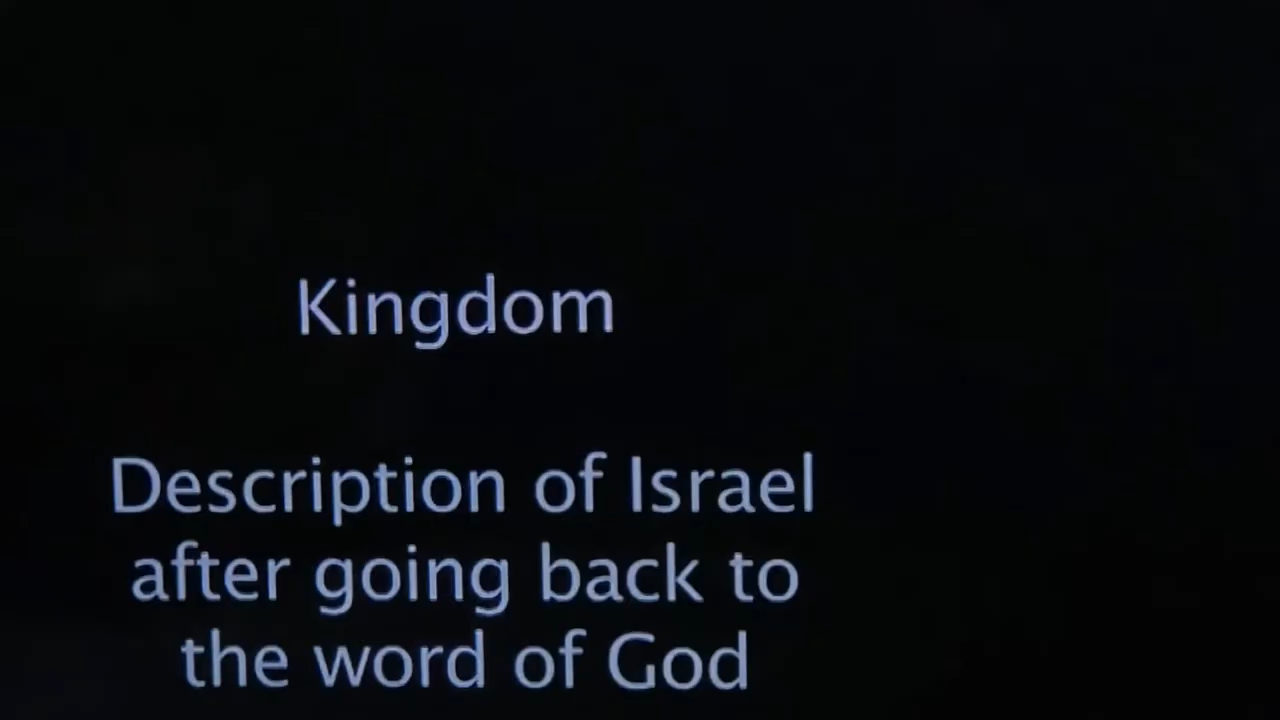 Kingdom
Description of Israel
after going back to
the word of God